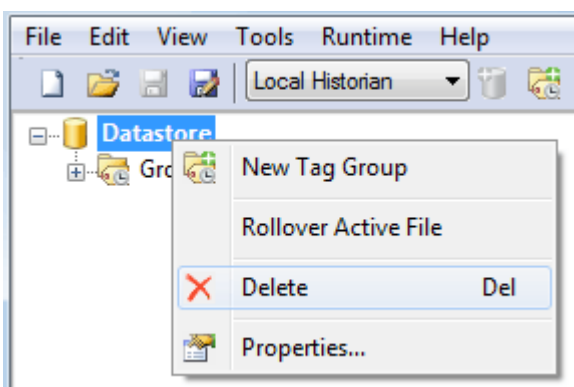 File Edit View Tools Runtime Help
Local Historian
Datastore
New Tag Group
Rollover Active File
Delete Del
Properties...